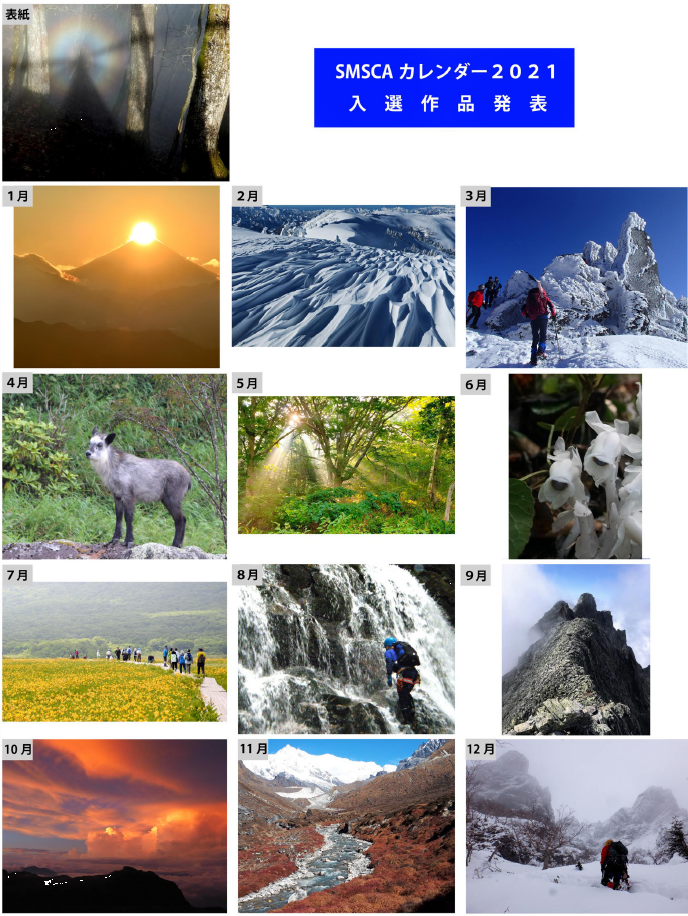 表紙
SMSCA カレンダー２０２１
入選作品発表
1月
2月
3月
4月
5月
6月
7月
8月
9月
10月
11月
12月